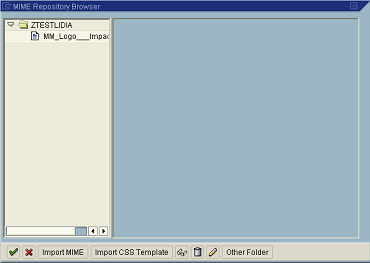 MIME Repository Browser
ZTESTLIDIA
MM_Logo___Impac
Import MIME Import CSS Template Other Folder